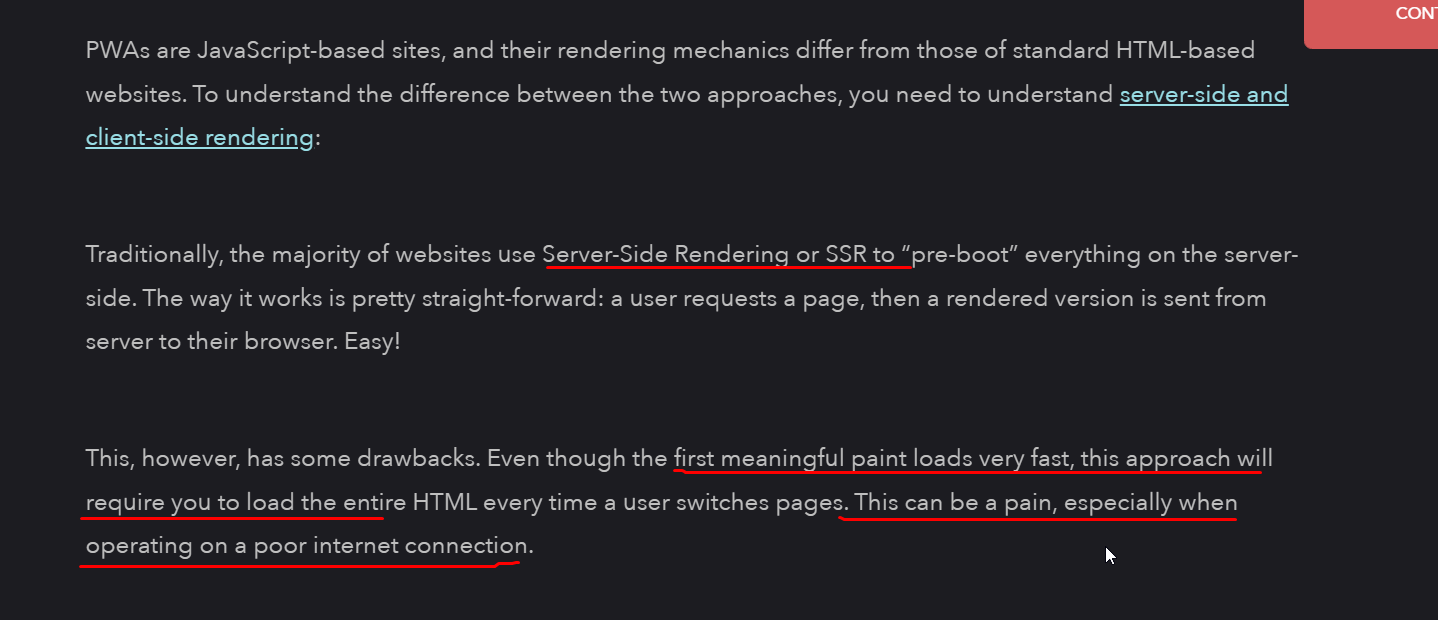 CONT
PWAs are JavaScript-based sites, and their rendering mechanics differ from those of standard HTML-based
websites. To understand the difference between the two approaches, you need to understand server-side and
client-side rendering:
Traditionally, the majority of websites use Server-Side Rendering or SSR to “pre-boot” everything on the server-
side. The way it works is pretty straight-forward: a user requests a page, then a rendered version is sent from
server to their browser. Easy!
This, however, has some drawbacks. Even though the first meaningful paint loads very fast, this approach will
require you to load the entire HTML every time a user switches pages. This can be a pain, especially when
operating on a poor internet connection.